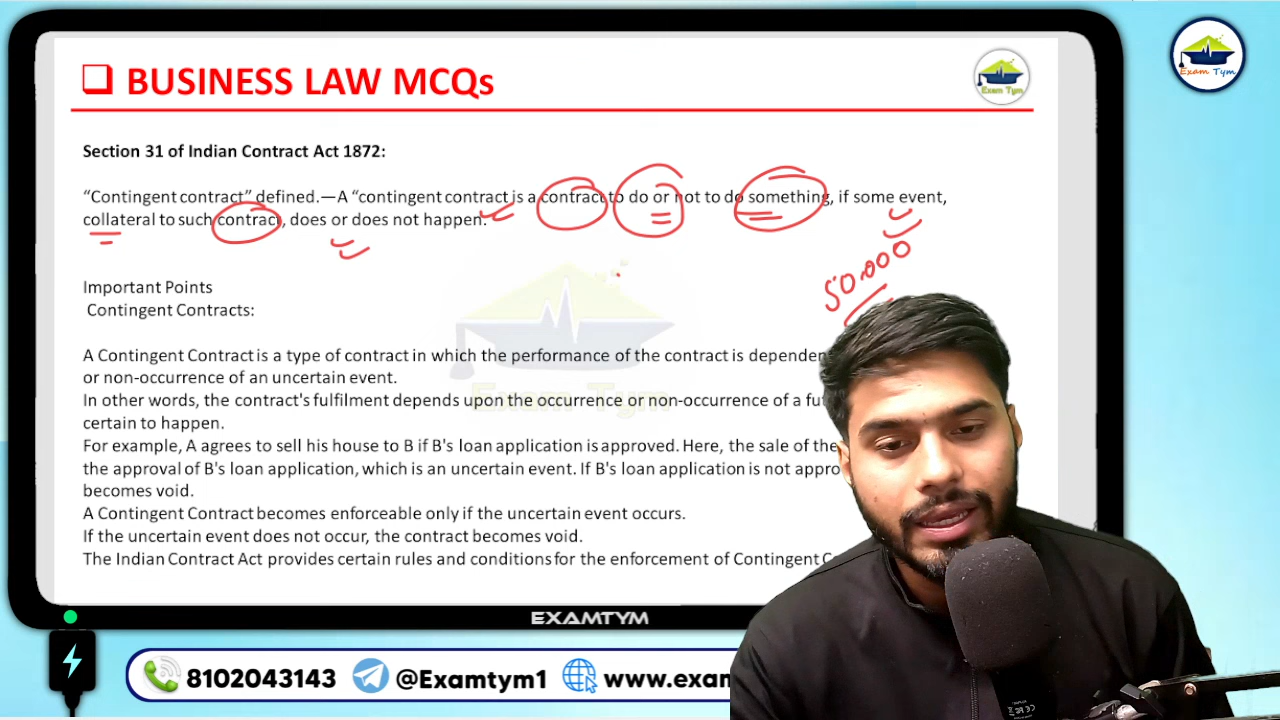 Exam Tym
❑ BUSINESS LAW MCQs
Exam Tym
Section 31 of Indian Contract Act 1872:
“Contingent contract” defined.—A “contingent contract is a contract to do or not to do something, if some event,
collateral to such contract, does or does not happen.
50,000
Important Points
Contingent Contracts:
A Contingent Contract is a type of contract in which the performance of the contract is
or non-occurrence of an uncertain event.
In other words, the contract's fulfilment depends upon the occurrence or non-occurrence of a
certain to happen.
For example, A agrees to sell his house to B if B's loan application is approved. Here, the sale of the
the approval of B's loan application, which is an uncertain event. If B's loan application is not
becomes void.
A Contingent Contract becomes enforceable only if the uncertain event occurs.
If the uncertain event does not occur, the contract becomes void.
The Indian Contract Act provides certain rules and conditions for the enforcement of Contingent
Exam Tym
EXAMTYM
8102043143 @Examtym1 www.exam